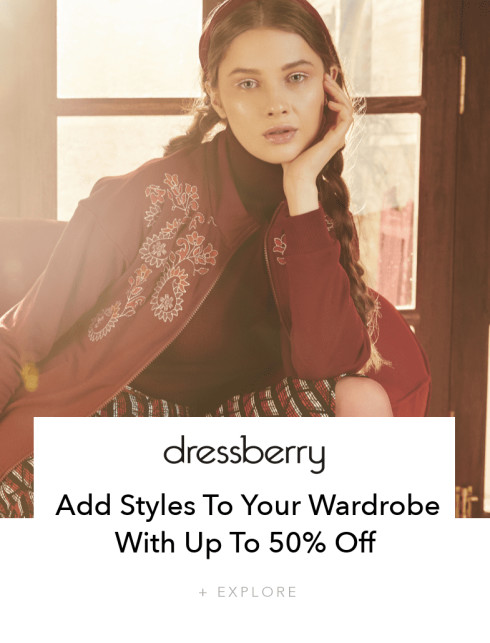 dressberry
Add Styles To Your Wardrobe
With Up To 50% Off
+ EXPLORE